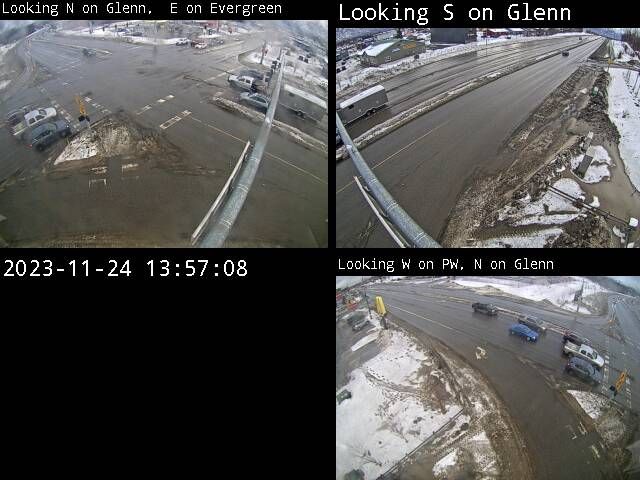 Looking N on Glenn,  E on Evergreen
Looking S on Glenn
2023-11-24 13:57:08
Looking W on PW, N on Glenn